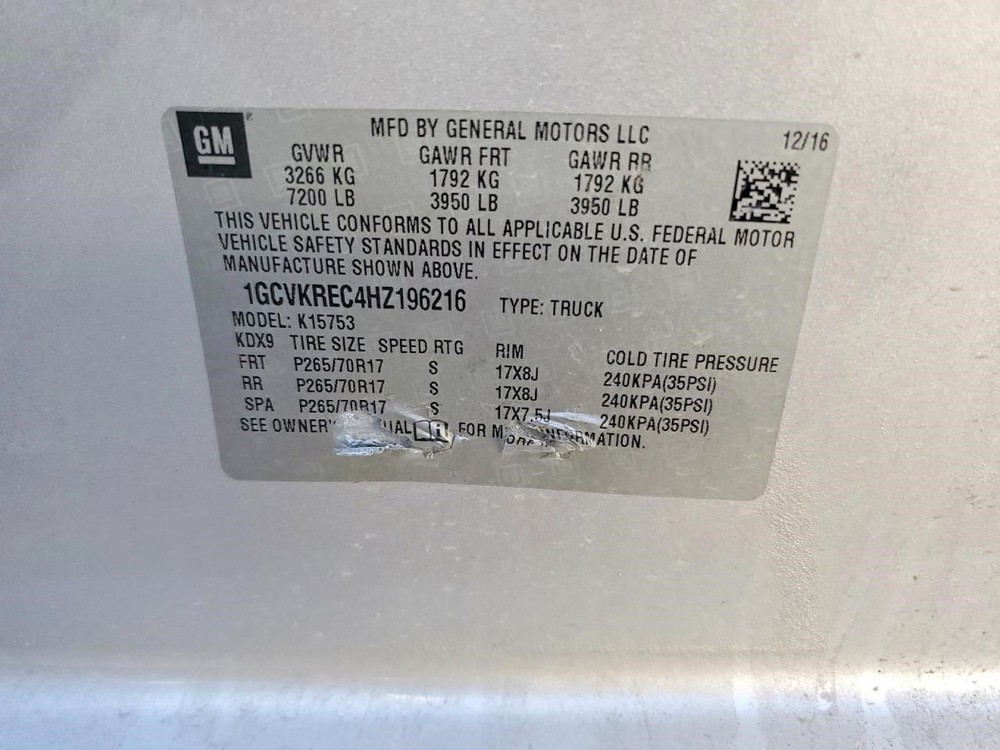 GM
MFD BY GENERAL MOTORS LLC 12/16
GVWR GAWR FRT GAWR RR
3266 KG 1792 KG 1792 KG
7200 LB 3950 LB 3950 LB
THIS VEHICLE CONFORMS TO ALL APPLICABLE U.S. FEDERAL MOTOR
VEHICLE SAFETY STANDARDS IN EFFECT ON THE DATE OF
MANUFACTURE SHOWN ABOVE.
1GCVKREC4HZ196216 TYPE: TRUCK
MODEL: K15753
KDX9 TIRE SIZE SPEED RTG RIM COLD TIRE PRESSURE
FRT P265/70R17 S 17X8J 240KPA(35PSI)
RR P265/70R17 S 17X8J 240KPA(35PSI)
SPA P265/70R17 S 17X7.5J 240KPA(35PSI)
SEE OWNER'S FOR MORE INFORMATION.